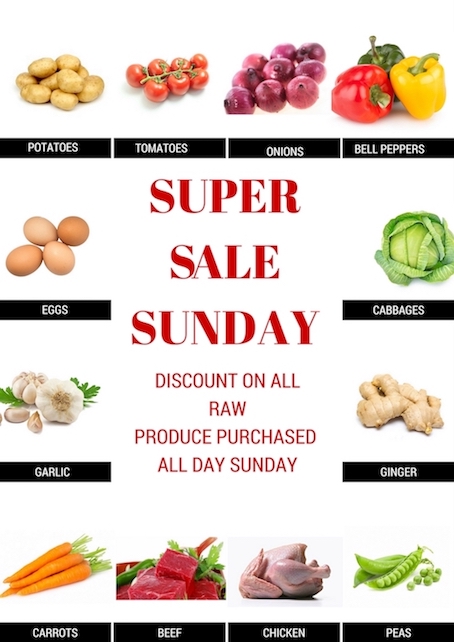 POTATOES
TOMATOES
ONIONS
BELL PEPPERS
SUPER
SALE
SUNDAY
EGGS
CABBAGES
DISCOUNT ON ALL
RAW
PRODUCE PURCHASED
ALL DAY SUNDAY
GARLIC
GINGER
CARROTS
BEEF
CHICKEN
PEAS